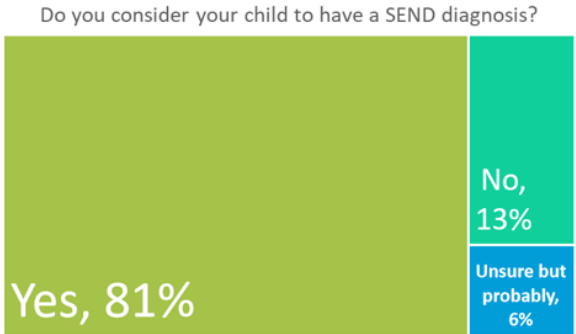 Do you consider your child to have a SEND diagnosis?
Yes, 81%
No,
13%
Unsure but
probably,
6%